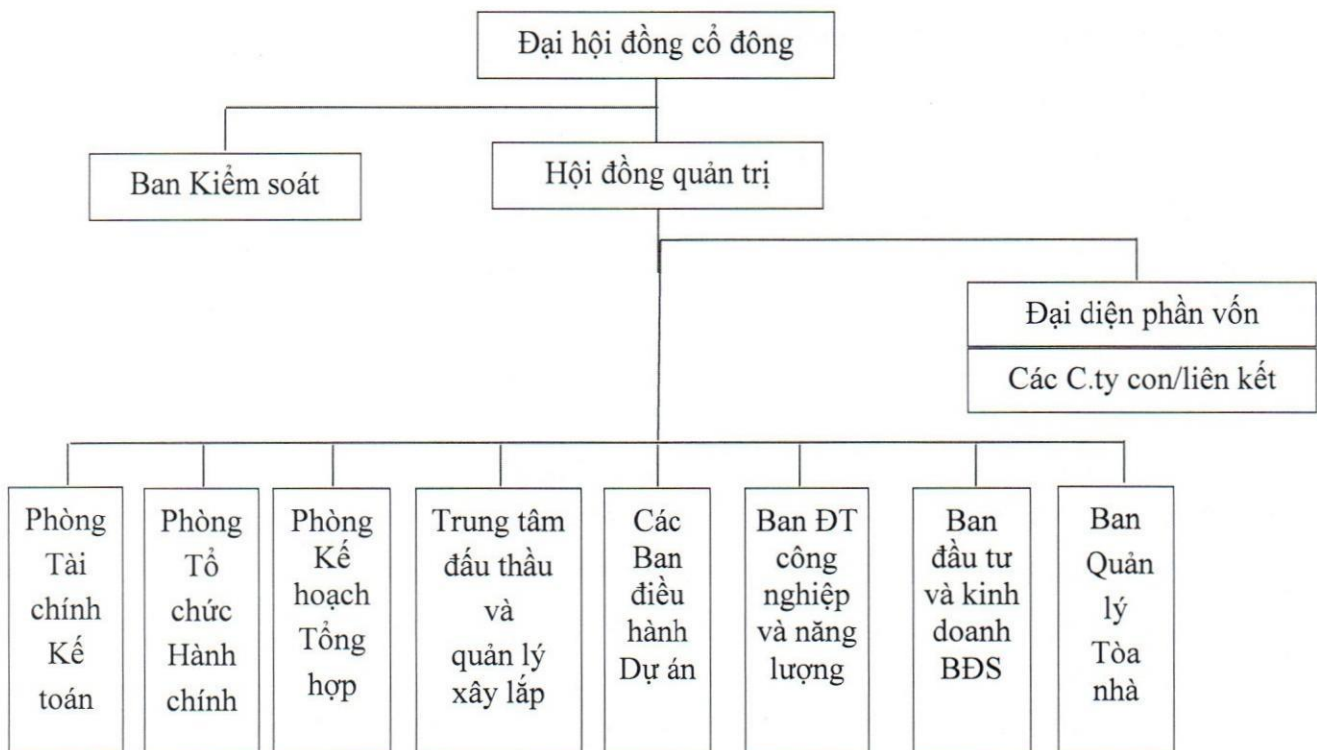 Đại hội đồng cổ đông
Ban Kiểm soát
Hội đồng quản trị
Đại diện phần vốn
Các C.ty con/liên kết
Phòng
Tài
chính
Kế
toán
Phòng
Tổ
chức
Hành
chính
Phòng
Kế
hoạch
Tổng
hợp
Trung tâm
đấu thầu
và
quản lý
xây lắp
Các
Ban
điều
hành
Dự án
Ban ĐT
công
nghiệp
và năng
lượng
Ban
đầu tư
và kinh
doanh
BĐS
Ban
Quản
lý
Tòa
nhà